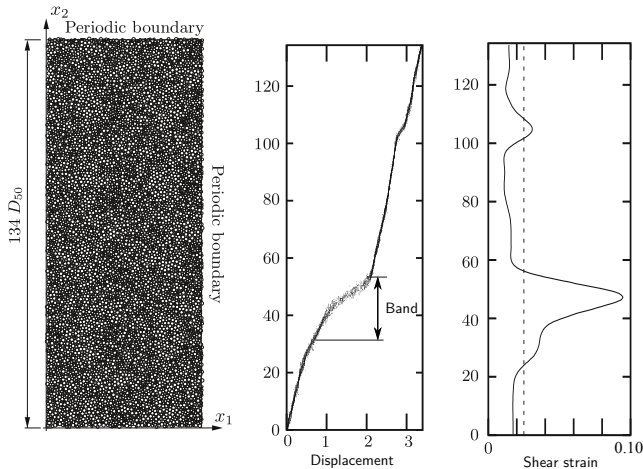 x₂
Periodic boundary
134 D₅₀
Periodic boundary
x₁
120
100
80
60
40
20
0
0 1 2 3
Displacement
Band
120
100
80
60
40
20
0
0 0.10
Shear strain